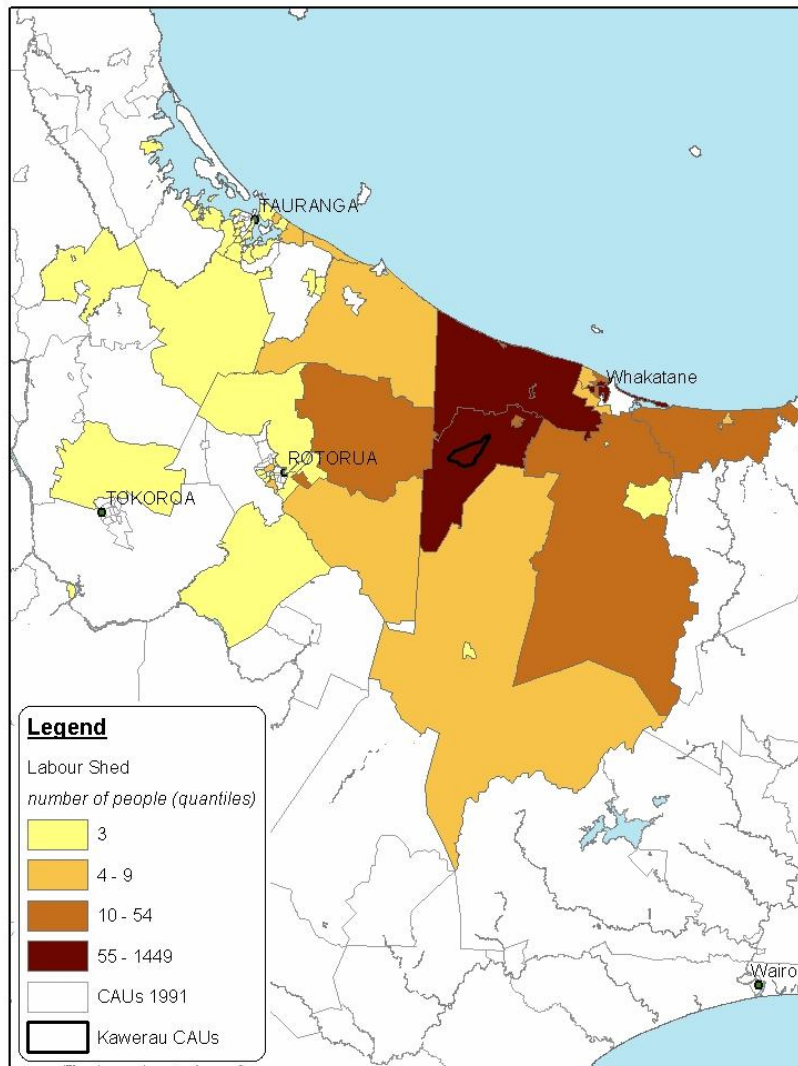 TAURANGA
Whakatane
ROTORUA
TOKOROA
Legend
Labour Shed
number of people (quantiles)
3
4 - 9
10 - 54
55 - 1449
CAUs 1991
Kawerau CAUs
Wairo